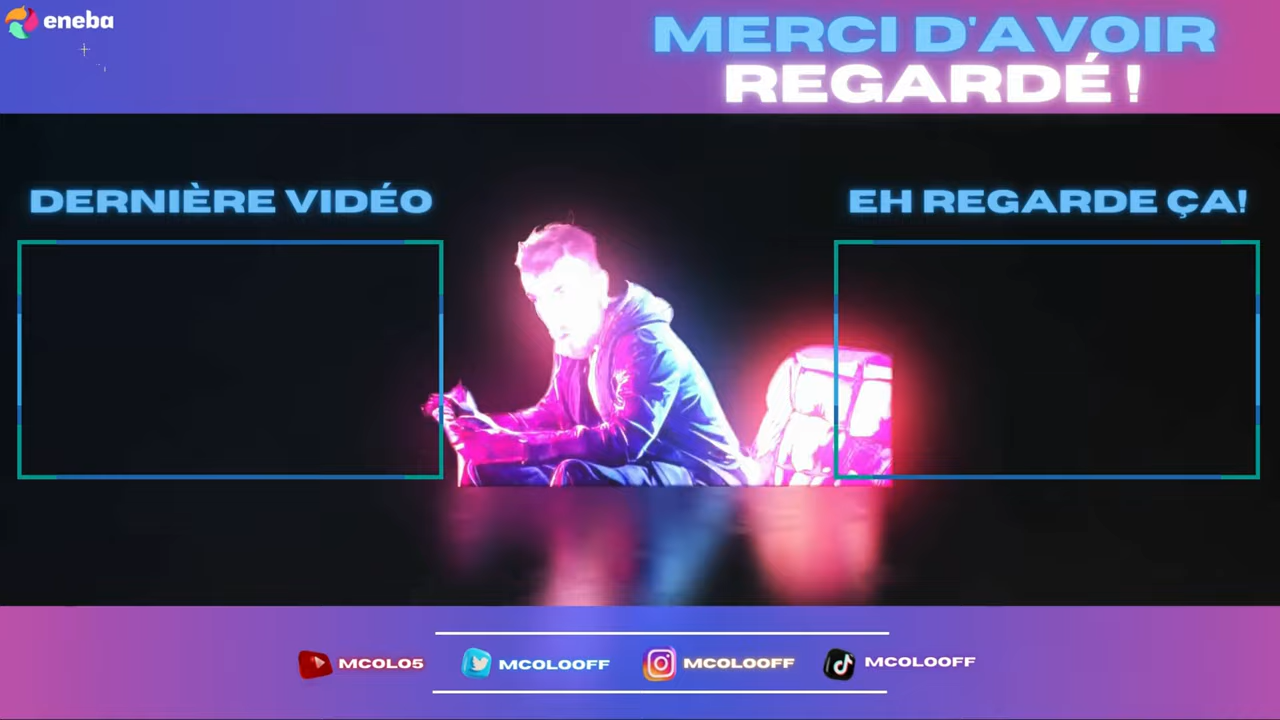 eneba
MERCI D'AVOIR
REGARDÉ !
DERNIÈRE VIDÉO
EH REGARDE ÇA!
MCOLO5
MCOLOOFF
MCOLOOFF
MCOLOOFF